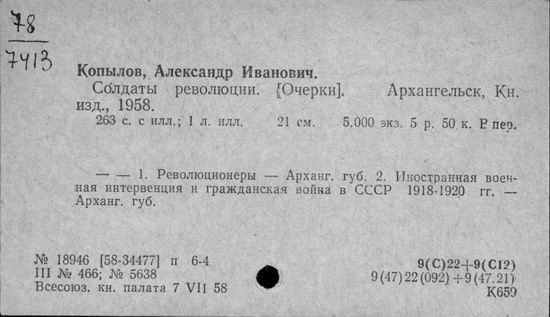 78
7413
Копылов, Александр Иванович.
Солдаты революции. [Очерки]. Архангельск, Кн.
изд., 1958.
263 с. с илл.; 1 л. илл. 21 см. 5.000 экз. 5 р. 50 к. В пер.
— — 1. Революционеры — Арханг. губ. 2. Иностранная воен-
ная интервенция и гражданская война в СССР 1918-1920 гг. —
Арханг. губ.
№ 18946 [58-34477] п 6-4
III № 466; № 5638
Всесоюз. кн. палата 7 VII 58
9(С)22+9(С12)
9(47)22(092)+9(47.21)
К659